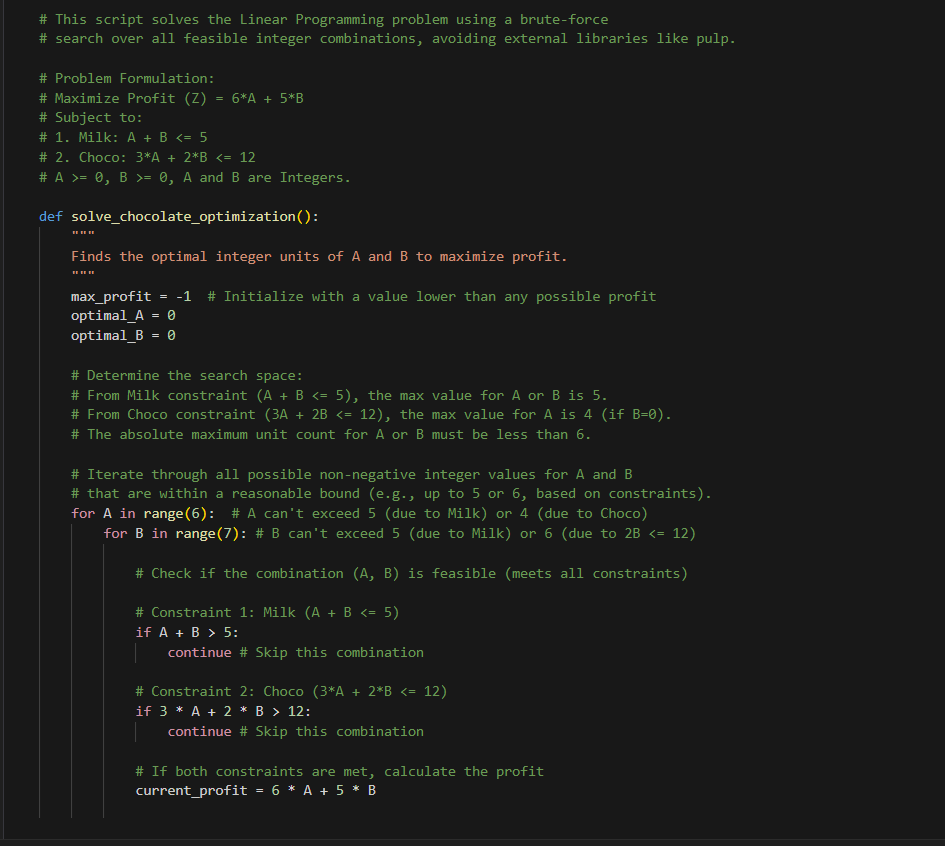 # This script solves the Linear Programming problem using a brute-force
# search over all feasible integer combinations, avoiding external libraries like pulp.
# Problem Formulation:
# Maximize Profit (Z) = 6*A + 5*B
# Subject to:
# 1. Milk: A + B <= 5
# 2. Choco: 3*A + 2*B <= 12
# A >= 0, B >= 0, A and B are Integers.
def solve_chocolate_optimization():
"""
Finds the optimal integer units of A and B to maximize profit.
"""
max_profit = -1  # Initialize with a value lower than any possible profit
optimal_A = 0
optimal_B = 0
# Determine the search space:
# From Milk constraint (A + B <= 5), the max value for A or B is 5.
# From Choco constraint (3A + 2B <= 12), the max value for A is 4 (if B=0).
# The absolute maximum unit count for A or B must be less than 6.
# Iterate through all possible non-negative integer values for A and B
# that are within a reasonable bound (e.g., up to 5 or 6, based on constraints).
for A in range(6):  # A can't exceed 5 (due to Milk) or 4 (due to Choco)
for B in range(7): # B can't exceed 5 (due to Milk) or 6 (due to 2B <= 12)
# Check if the combination (A, B) is feasible (meets all constraints)
# Constraint 1: Milk (A + B <= 5)
if A + B > 5:
continue # Skip this combination
# Constraint 2: Choco (3*A + 2*B <= 12)
if 3 * A + 2 * B > 12:
continue # Skip this combination
# If both constraints are met, calculate the profit
current_profit = 6 * A + 5 * B